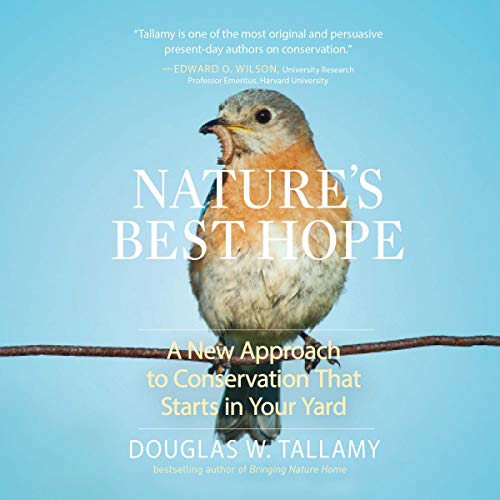 “Tallamy is one of the most original and persuasive
present-day authors on conservation.”
—EDWARD O. WILSON, University Research
Professor Emeritus, Harvard University
NATURE’S
BEST HOPE
A New Approach
to Conservation That
Starts in Your Yard
DOUGLAS W. TALLAMY
bestselling author of Bringing Nature Home